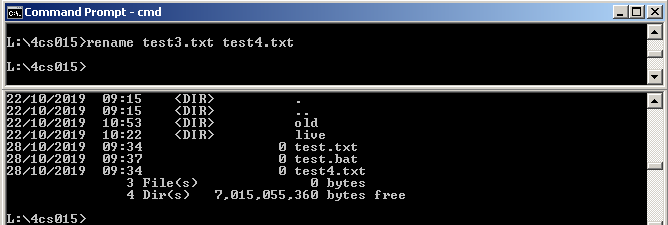 Command Prompt - cmd
L:\4cs015>rename test3.txt test4.txt
L:\4cs015>
22/10/2019  09:15    <DIR>          .
22/10/2019  09:15    <DIR>          ..
22/10/2019  10:53    <DIR>          old
22/10/2019  10:22    <DIR>          live
28/10/2019  09:34                 0 test.txt
28/10/2019  09:37                 0 test.bat
28/10/2019  09:34                 0 test4.txt
               3 File(s)              0 bytes
               4 Dir(s)   7,015,055,360 bytes free
L:\4cs015>